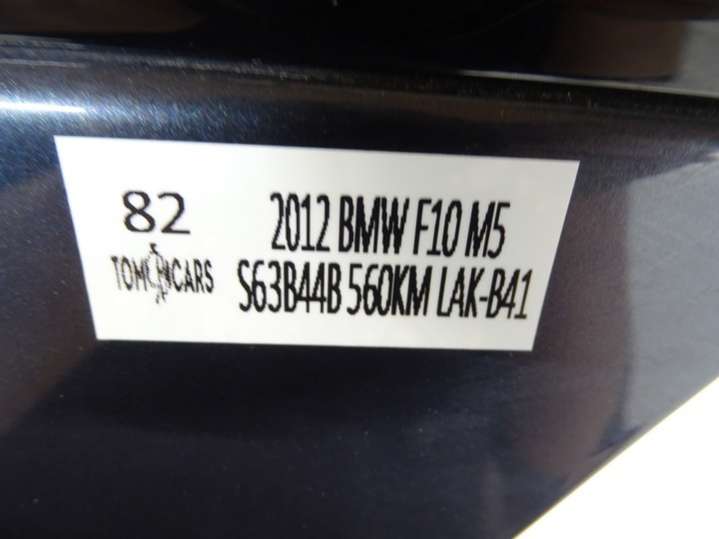 82
2012 BMW F10 M5
TOM CARS
S63B44B 560KM LAK-B41